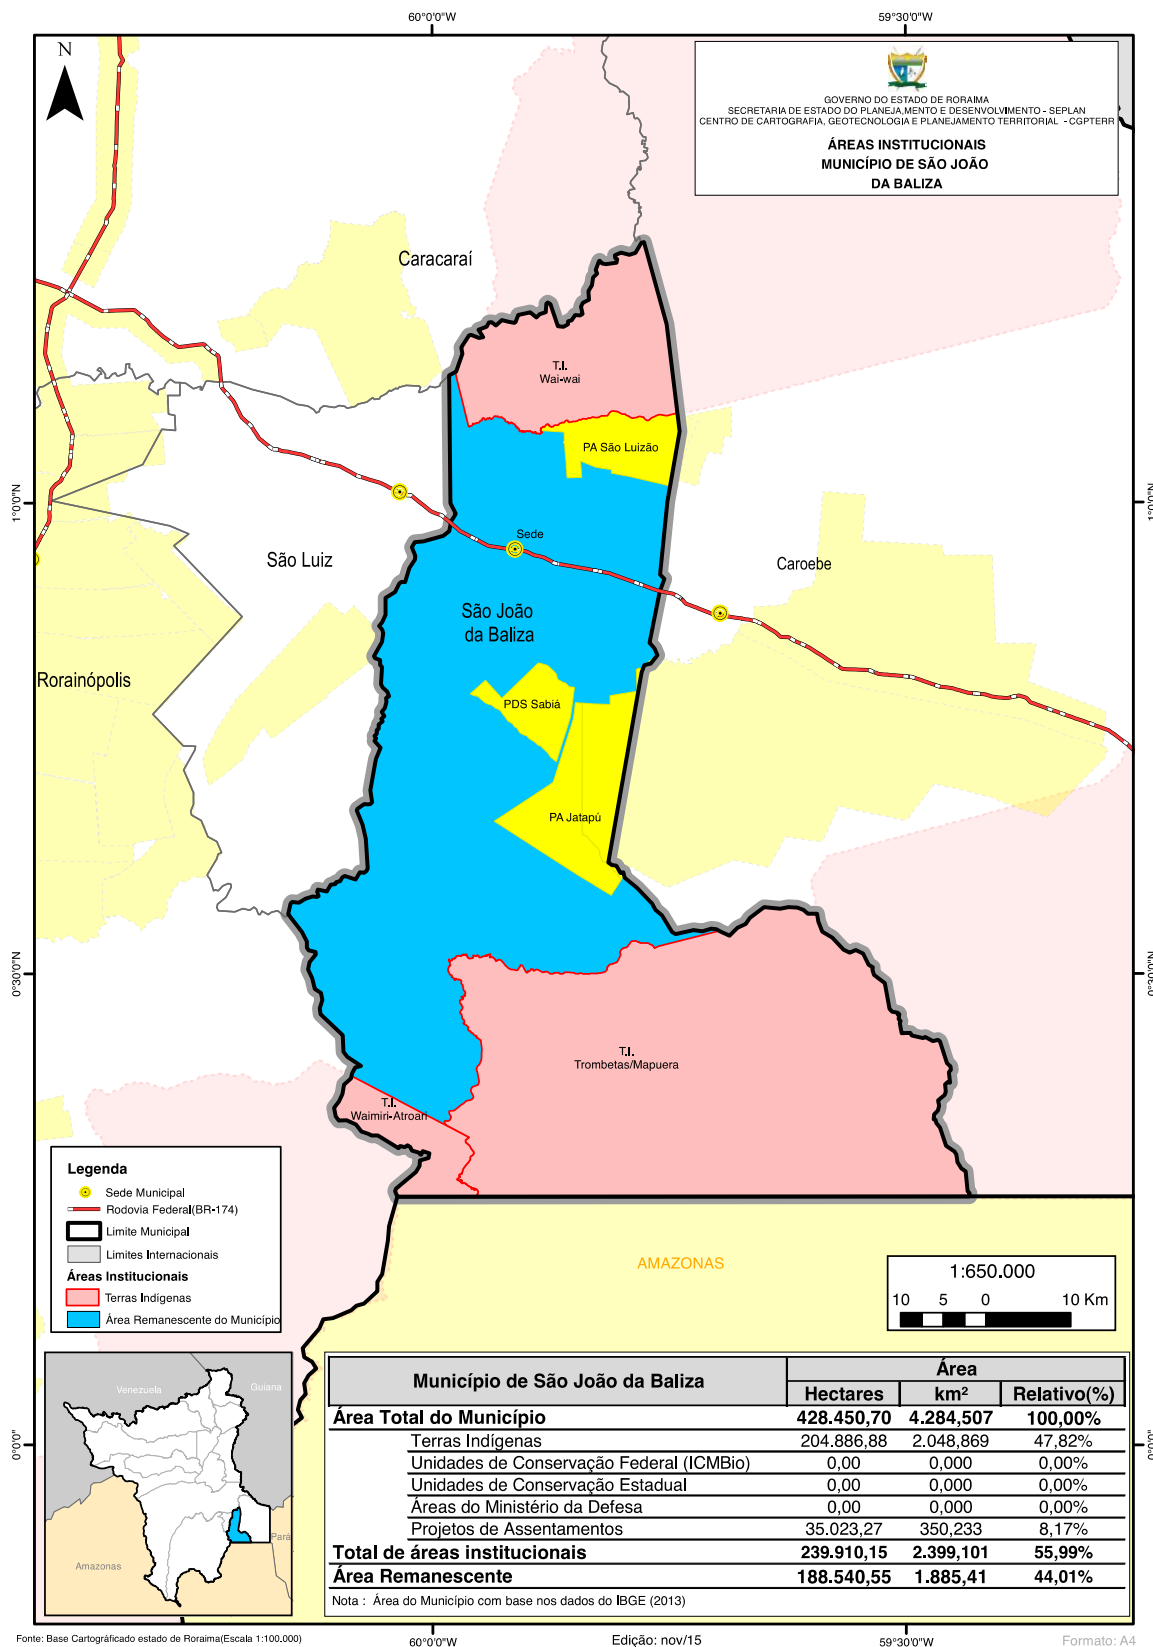 60°0'0"W
59°30'0"W
N
GOVERNO DO ESTADO DE RORAIMA
SECRETARIA DE ESTADO DO PLANEJA,MENTO E DESENVOLVIMENTO - SEPLAN
CENTRO DE CARTOGRAFIA, GEOTECNOLOGIA E PLANEJAMENTO TERRITORIAL - CGPTERR
ÁREAS INSTITUCIONAIS
MUNICÍPIO DE SÃO JOÃO
DA BALIZA
Caracaraí
T.I.
Wai-wai
PA São Luizão
1°0'0"N
1°0'0"N
Sede
São Luiz
Caroebe
São João
da Baliza
Rorainópolis
PDS Sabiá
PA Jatapú
0°30'0"N
0°30'0"N
T.I.
Trombetas/Mapuera
T.I.
Waimiri-Atroari
Legenda
Sede Municipal
Rodovia Federal(BR-174)
Limite Municipal
Limites Internacionais
Áreas Institucionais
Terras Indígenas
Área Remanescente do Município
AMAZONAS
1:650.000
10 5 0 10 Km
Venezuela
Guiana
Pará
Amazonas
0°0'0"
0°0'0"
Município de São João da Baliza Área
Hectares km² Relativo(%)
Área Total do Município 428.450,70 4.284,507 100,00%
Terras Indígenas 204.886,88 2.048,869 47,82%
Unidades de Conservação Federal (ICMBio) 0,00 0,000 0,00%
Unidades de Conservação Estadual 0,00 0,000 0,00%
Áreas do Ministério da Defesa 0,00 0,000 0,00%
Projetos de Assentamentos 35.023,27 350,233 8,17%
Total de áreas institucionais 239.910,15 2.399,101 55,99%
Área Remanescente 188.540,55 1.885,41 44,01%
Nota : Área do Município com base nos dados do IBGE (2013)
Fonte: Base Cartográficado estado de Roraima(Escala 1:100.000)
60°0'0"W
Edição: nov/15
59°30'0"W
Formato: A4